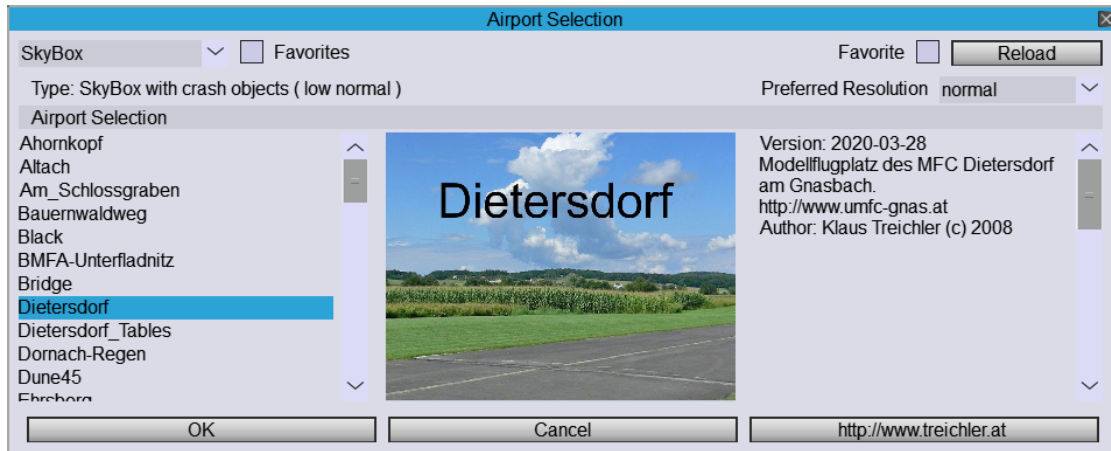 Airport Selection
SkyBox
Favorites
Favorite
Reload
Type: SkyBox with crash objects ( low normal )
Preferred Resolution
normal
Airport Selection
Ahornkopf
Altach
Am_Schlossgraben
Bauernwaldweg
Black
BMFA-Unterfladnitz
Bridge
Dietersdorf
Dietersdorf_Tables
Dornach-Regen
Dune45
Ehrsberg
Dietersdorf
Version: 2020-03-28
Modellflugplatz des MFC Dietersdorf
am Gnasbach.
http://www.umfc-gnas.at
Author: Klaus Treichler (c) 2008
OK
Cancel
http://www.treichler.at